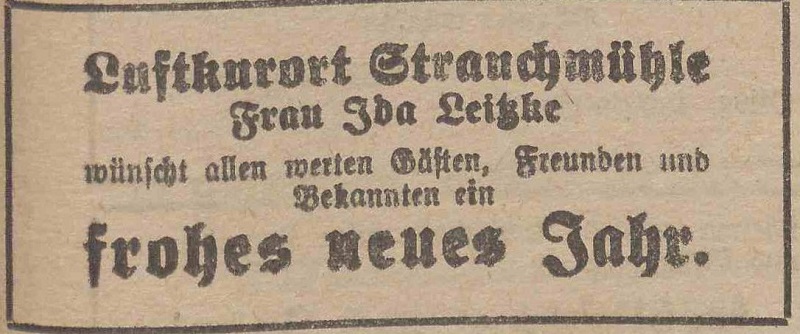 Luftkurort Strauchmühle
Frau Ida Leitzke
wünscht allen werten Gästen, Freunden und
Bekannten ein
frohes neues Jahr.